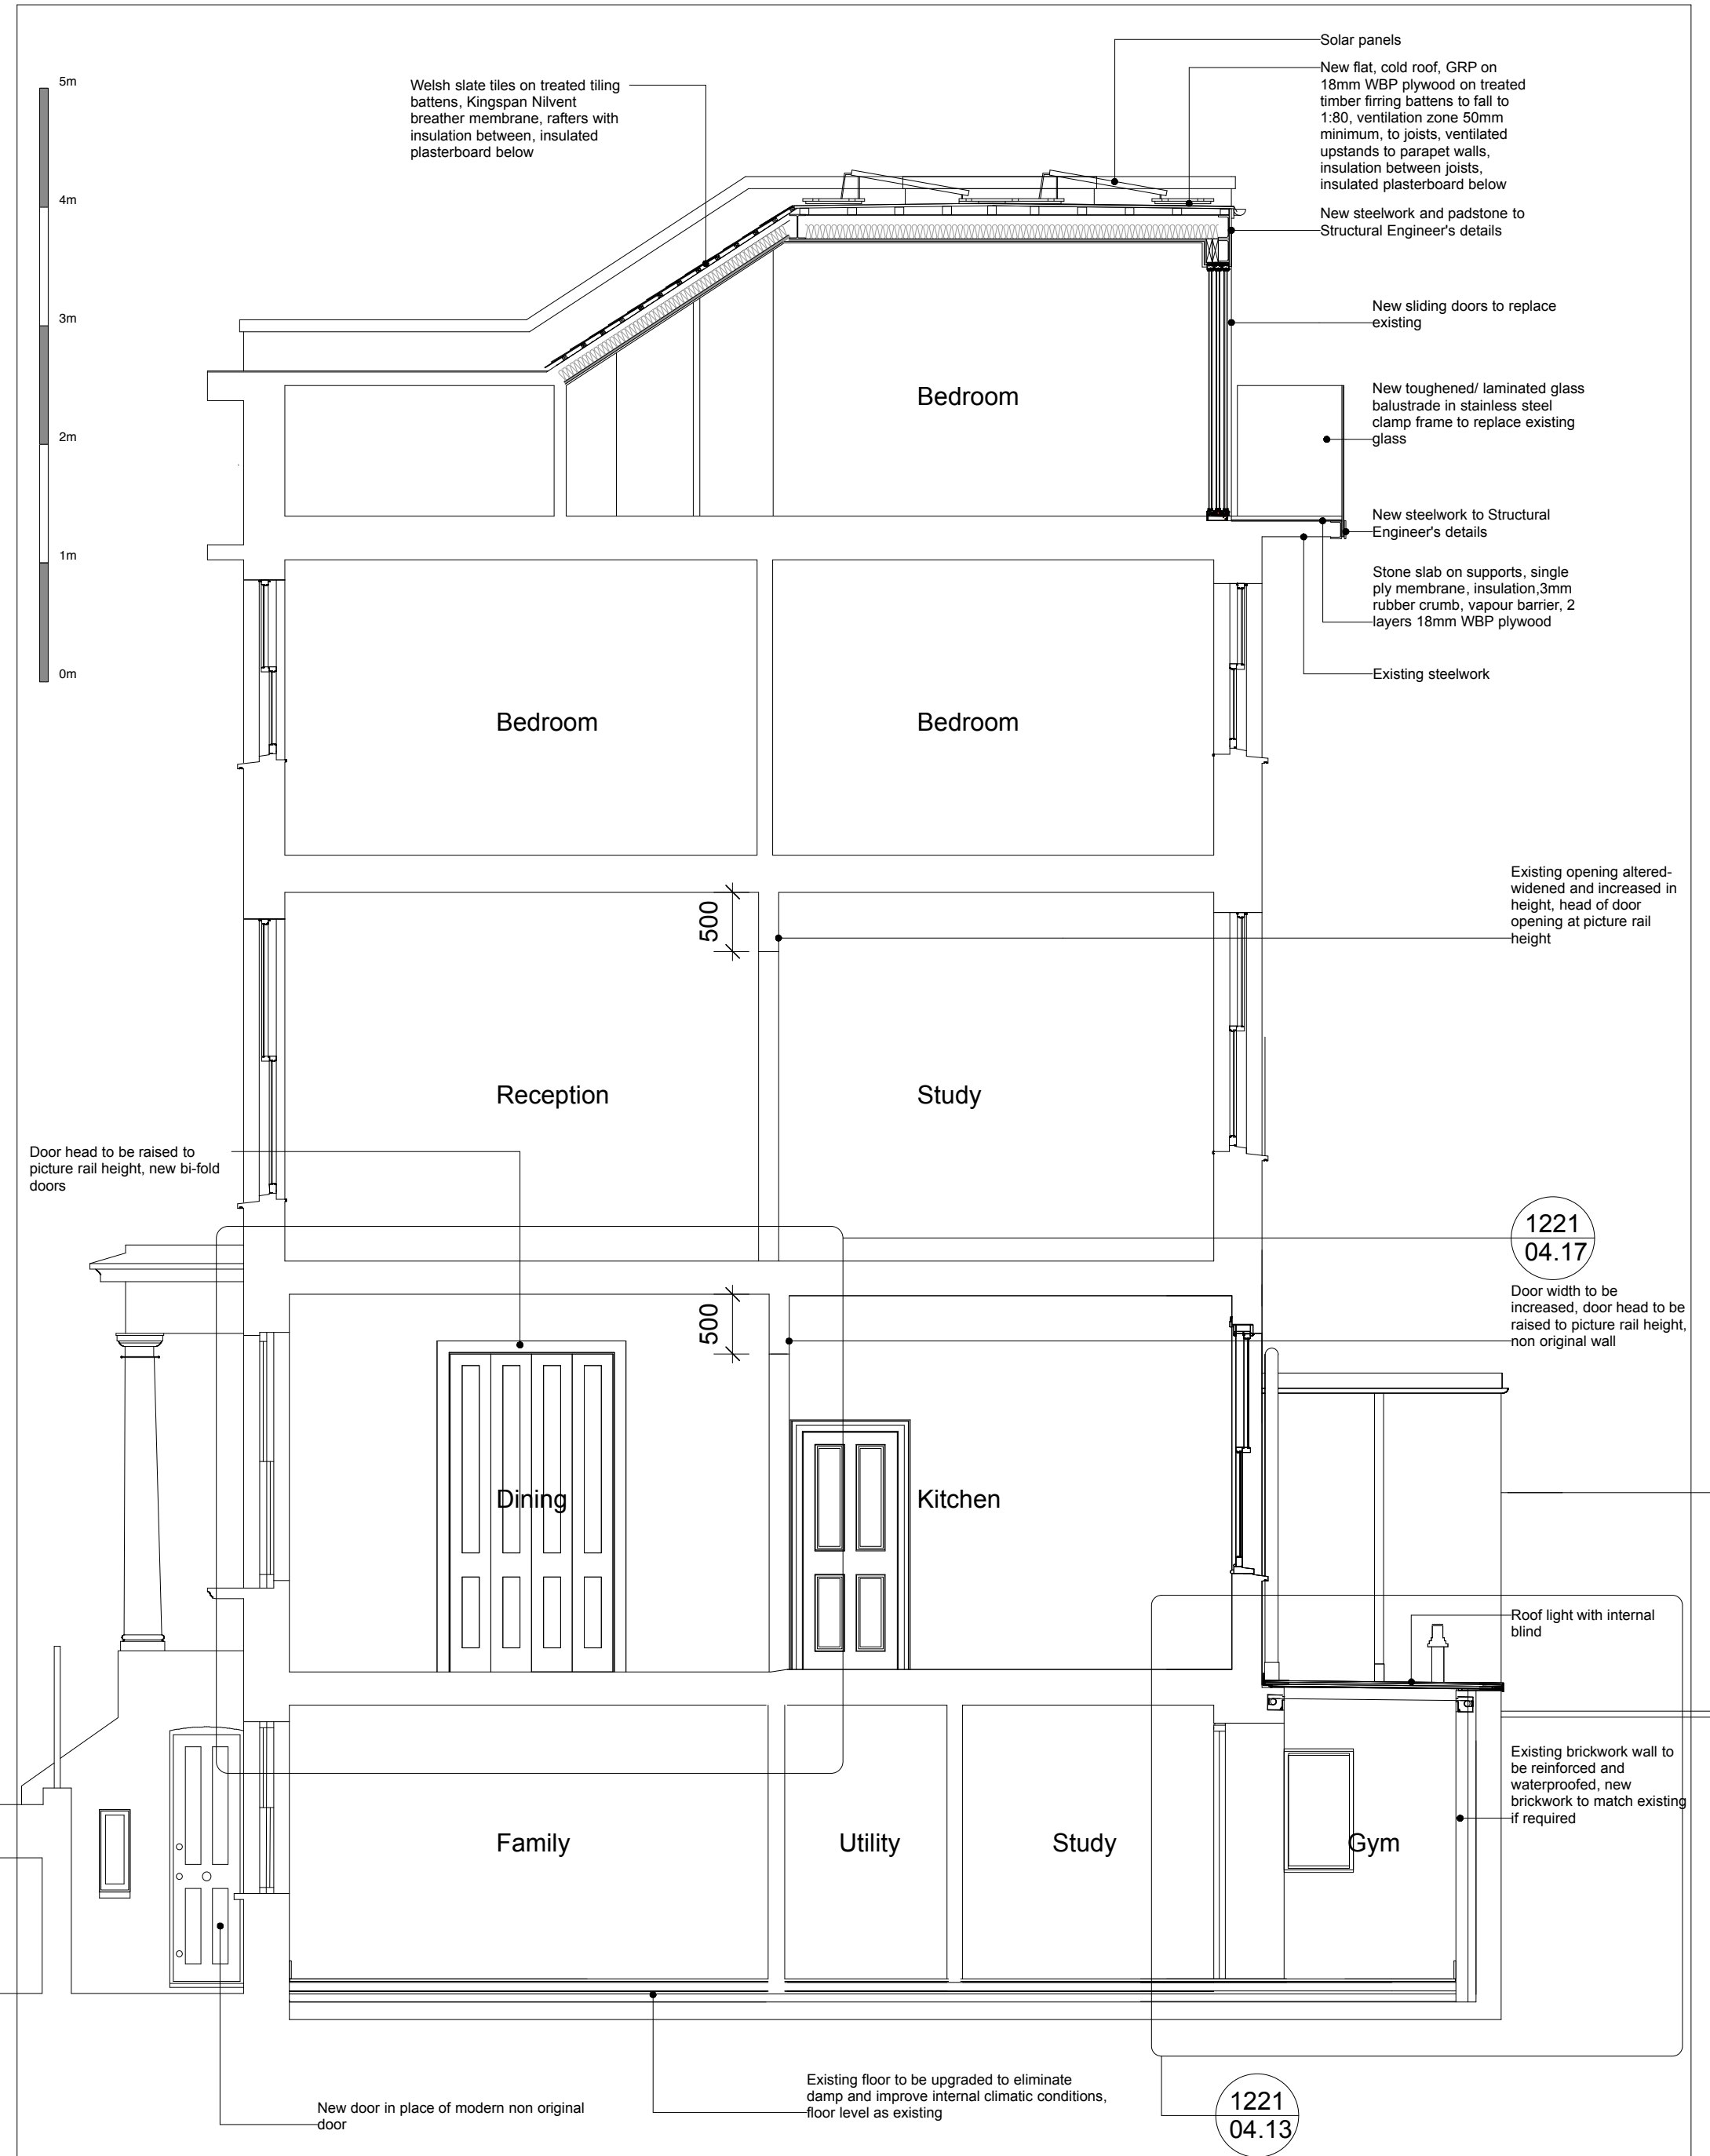 Solar panels
New flat, cold roof, GRP on
18mm WBP plywood on treated
timber firring battens to fall to
1:80, ventilation zone 50mm
minimum, to joists, ventilated
upstands to parapet walls,
insulation between joists,
insulated plasterboard below
New steelwork and padstone to
Structural Engineer's details
Welsh slate tiles on treated tiling
battens, Kingspan Nilvent
breather membrane, rafters with
insulation between, insulated
plasterboard below
5m
4m
3m
2m
1m
0m
New sliding doors to replace
existing
Bedroom
New toughened/ laminated glass
balustrade in stainless steel
clamp frame to replace existing
glass
New steelwork to Structural
Engineer's details
Stone slab on supports, single
ply membrane, insulation,3mm
rubber crumb, vapour barrier, 2
layers 18mm WBP plywood
Existing steelwork
Bedroom
Bedroom
Existing opening altered-
widened and increased in
height, head of door
opening at picture rail
height
500
Reception
Study
Door head to be raised to
picture rail height, new bi-fold
doors
1221
04.17
Door width to be
increased, door head to be
raised to picture rail height,
non original wall
500
Dining
Kitchen
Roof light with internal
blind
Existing brickwork wall to
be reinforced and
waterproofed, new
brickwork to match existing
if required
Family
Utility
Study
Gym
Existing floor to be upgraded to eliminate
damp and improve internal climatic conditions,
floor level as existing
New door in place of modern non original
door
1221
04.13